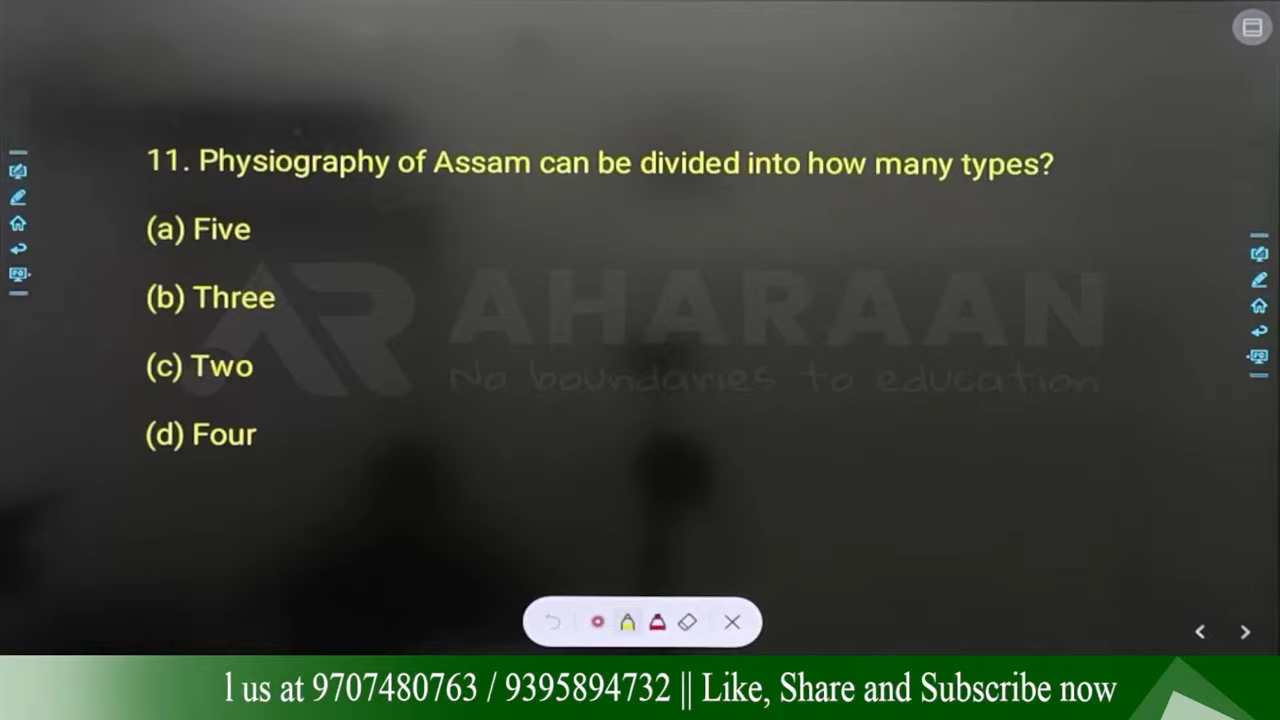 11. Physiography of Assam can be divided into how many types?
(a) Five
(b) Three
(c) Two
(d) Four
AR AHARAAN
No boundaries to education
l us at 9707480763 / 9395894732 || Like, Share and Subscribe now